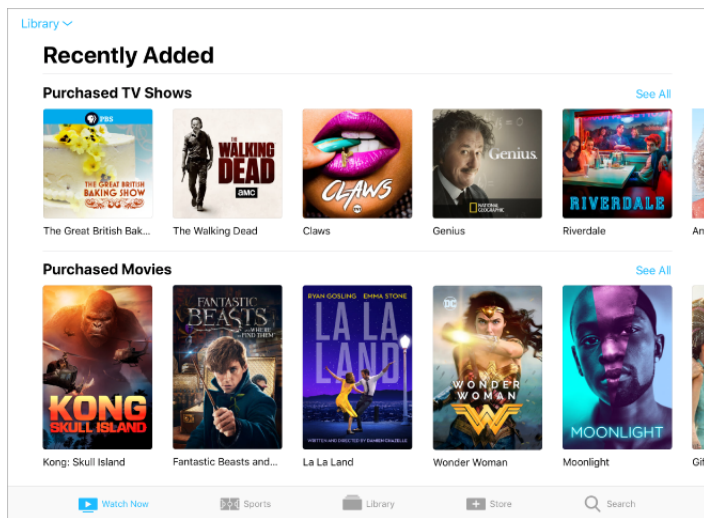 Library
Recently Added
Purchased TV Shows
See All
PBS
THE GREAT BRITISH
BAKING SHOW
THE
WALKING
DEAD
amc
CLAWS
Genius.
NATIONAL
GEOGRAPHIC
RIVERDALE
The Great British Bak...
The Walking Dead
Claws
Genius
Riverdale
An
Purchased Movies
See All
KONG
SKULL ISLAND
FANTASTIC
BEASTS
AND WHERE
TO FIND THEM
RYAN GOSLING EMMA STONE
LA LA
LAND
WRITTEN AND DIRECTED BY DAMIEN CHAZELLE
DC
WONDER
WOMAN
MOONLIGHT
Kong: Skull Island
Fantastic Beasts and...
La La Land
Wonder Woman
Moonlight
Gif
Watch Now
Sports
Library
Store
Search